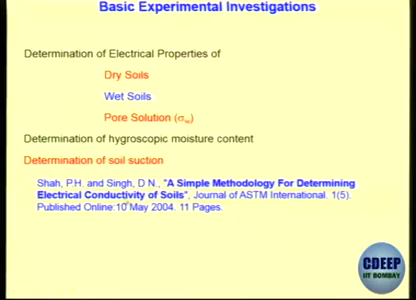 Basic Experimental Investigations
Determination of Electrical Properties of
Dry Soils
Wet Soils
Pore Solution (σw)
Determination of hygroscopic moisture content
Determination of soil suction
Shah, P.H. and Singh, D N., "A Simple Methodology For Determining
Electrical Conductivity of Soils", Journal of ASTM International. 1(5).
Published Online:10 May 2004. 11 Pages.
CDEEP
IIT BOMBAY